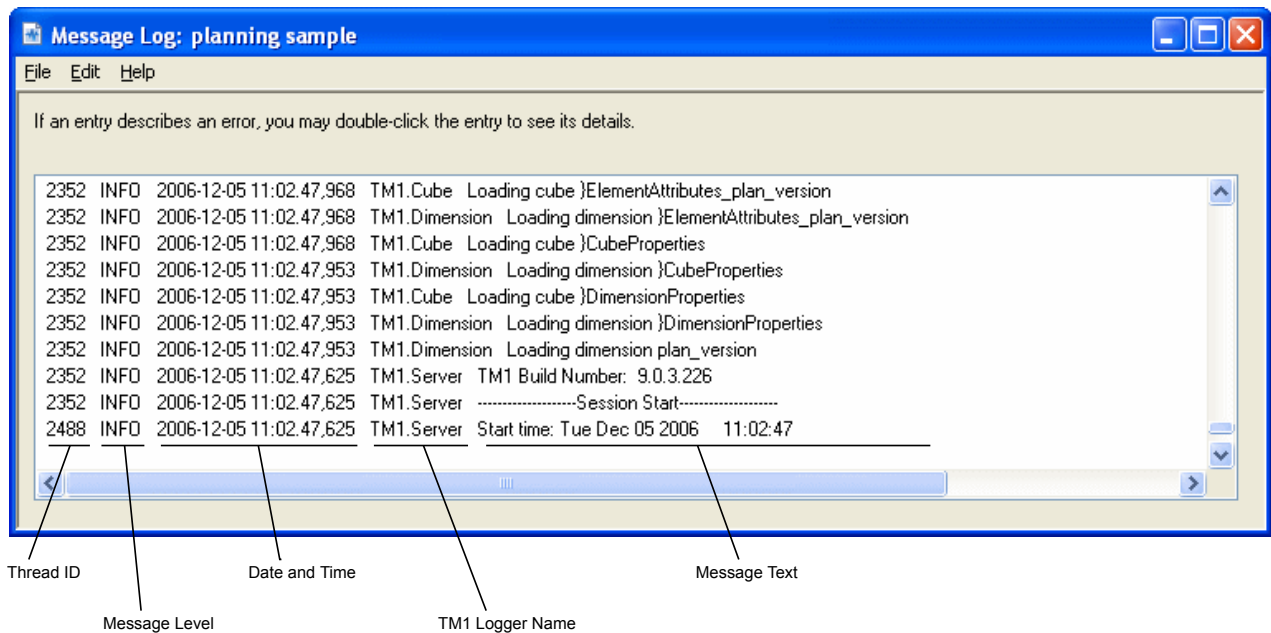 Message Log: planning sample
File Edit Help
If an entry describes an error, you may double-click the entry to see its details.
2352 INFO 2006-12-05 11:02.47,968 TM1.Cube Loading cube }ElementAttributes_plan_version
2352 INFO 2006-12-05 11:02.47,968 TM1.Dimension Loading dimension }ElementAttributes_plan_version
2352 INFO 2006-12-05 11:02.47,968 TM1.Cube Loading cube }CubeProperties
2352 INFO 2006-12-05 11:02.47,953 TM1.Dimension Loading dimension }CubeProperties
2352 INFO 2006-12-05 11:02.47,953 TM1.Cube Loading cube }DimensionProperties
2352 INFO 2006-12-05 11:02.47,953 TM1.Dimension Loading dimension }DimensionProperties
2352 INFO 2006-12-05 11:02.47,953 TM1.Dimension Loading dimension plan_version
2352 INFO 2006-12-05 11:02.47,625 TM1.Server TM1 Build Number: 9.0.3.226
2352 INFO 2006-12-05 11:02.47,625 TM1.Server -------------------Session Start-------------------
2488 INFO 2006-12-05 11:02.47,625 TM1.Server Start time: Tue Dec 05 2006 11:02:47
Thread ID
Date and Time
Message Text
Message Level
TM1 Logger Name